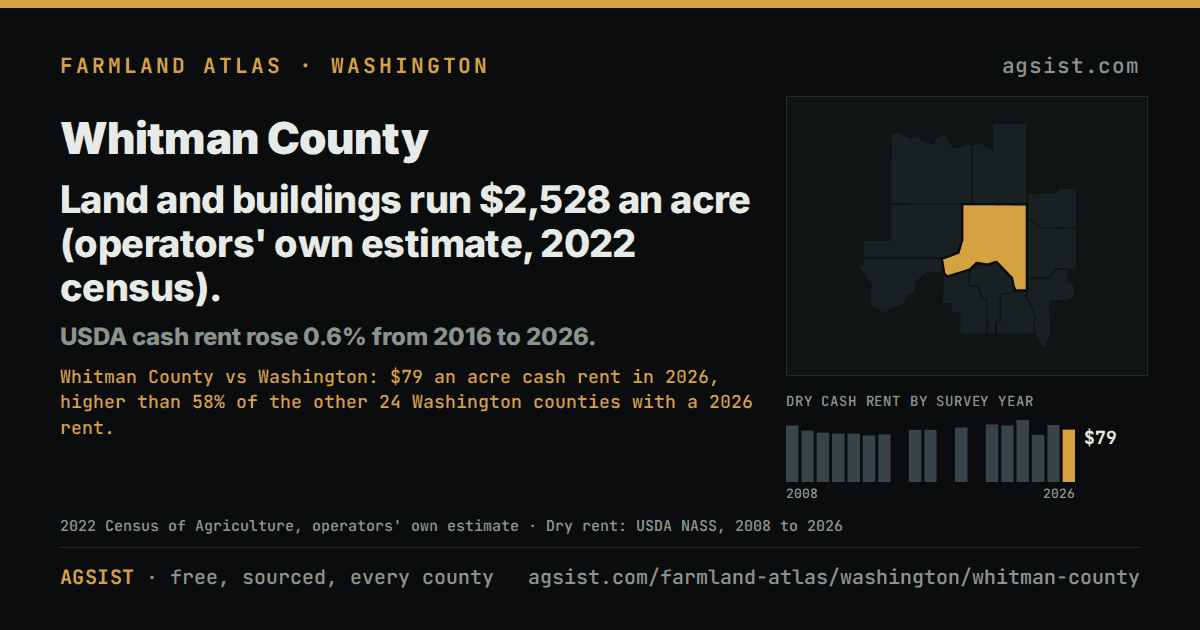 FARMLAND ATLAS · WASHINGTON
agsist.com
Whitman County
Land and buildings run $2,528 an acre
(operators' own estimate, 2022
census).
USDA cash rent rose 0.6% from 2016 to 2026.
Whitman County vs Washington: $79 an acre cash rent in 2026,
higher than 58% of the other 24 Washington counties with a 2026
rent.
DRY CASH RENT BY SURVEY YEAR
$79
2008
2026
2022 Census of Agriculture, operators' own estimate · Dry rent: USDA NASS, 2008 to 2026
AGSIST · free, sourced, every county
agsist.com/farmland-atlas/washington/whitman-county